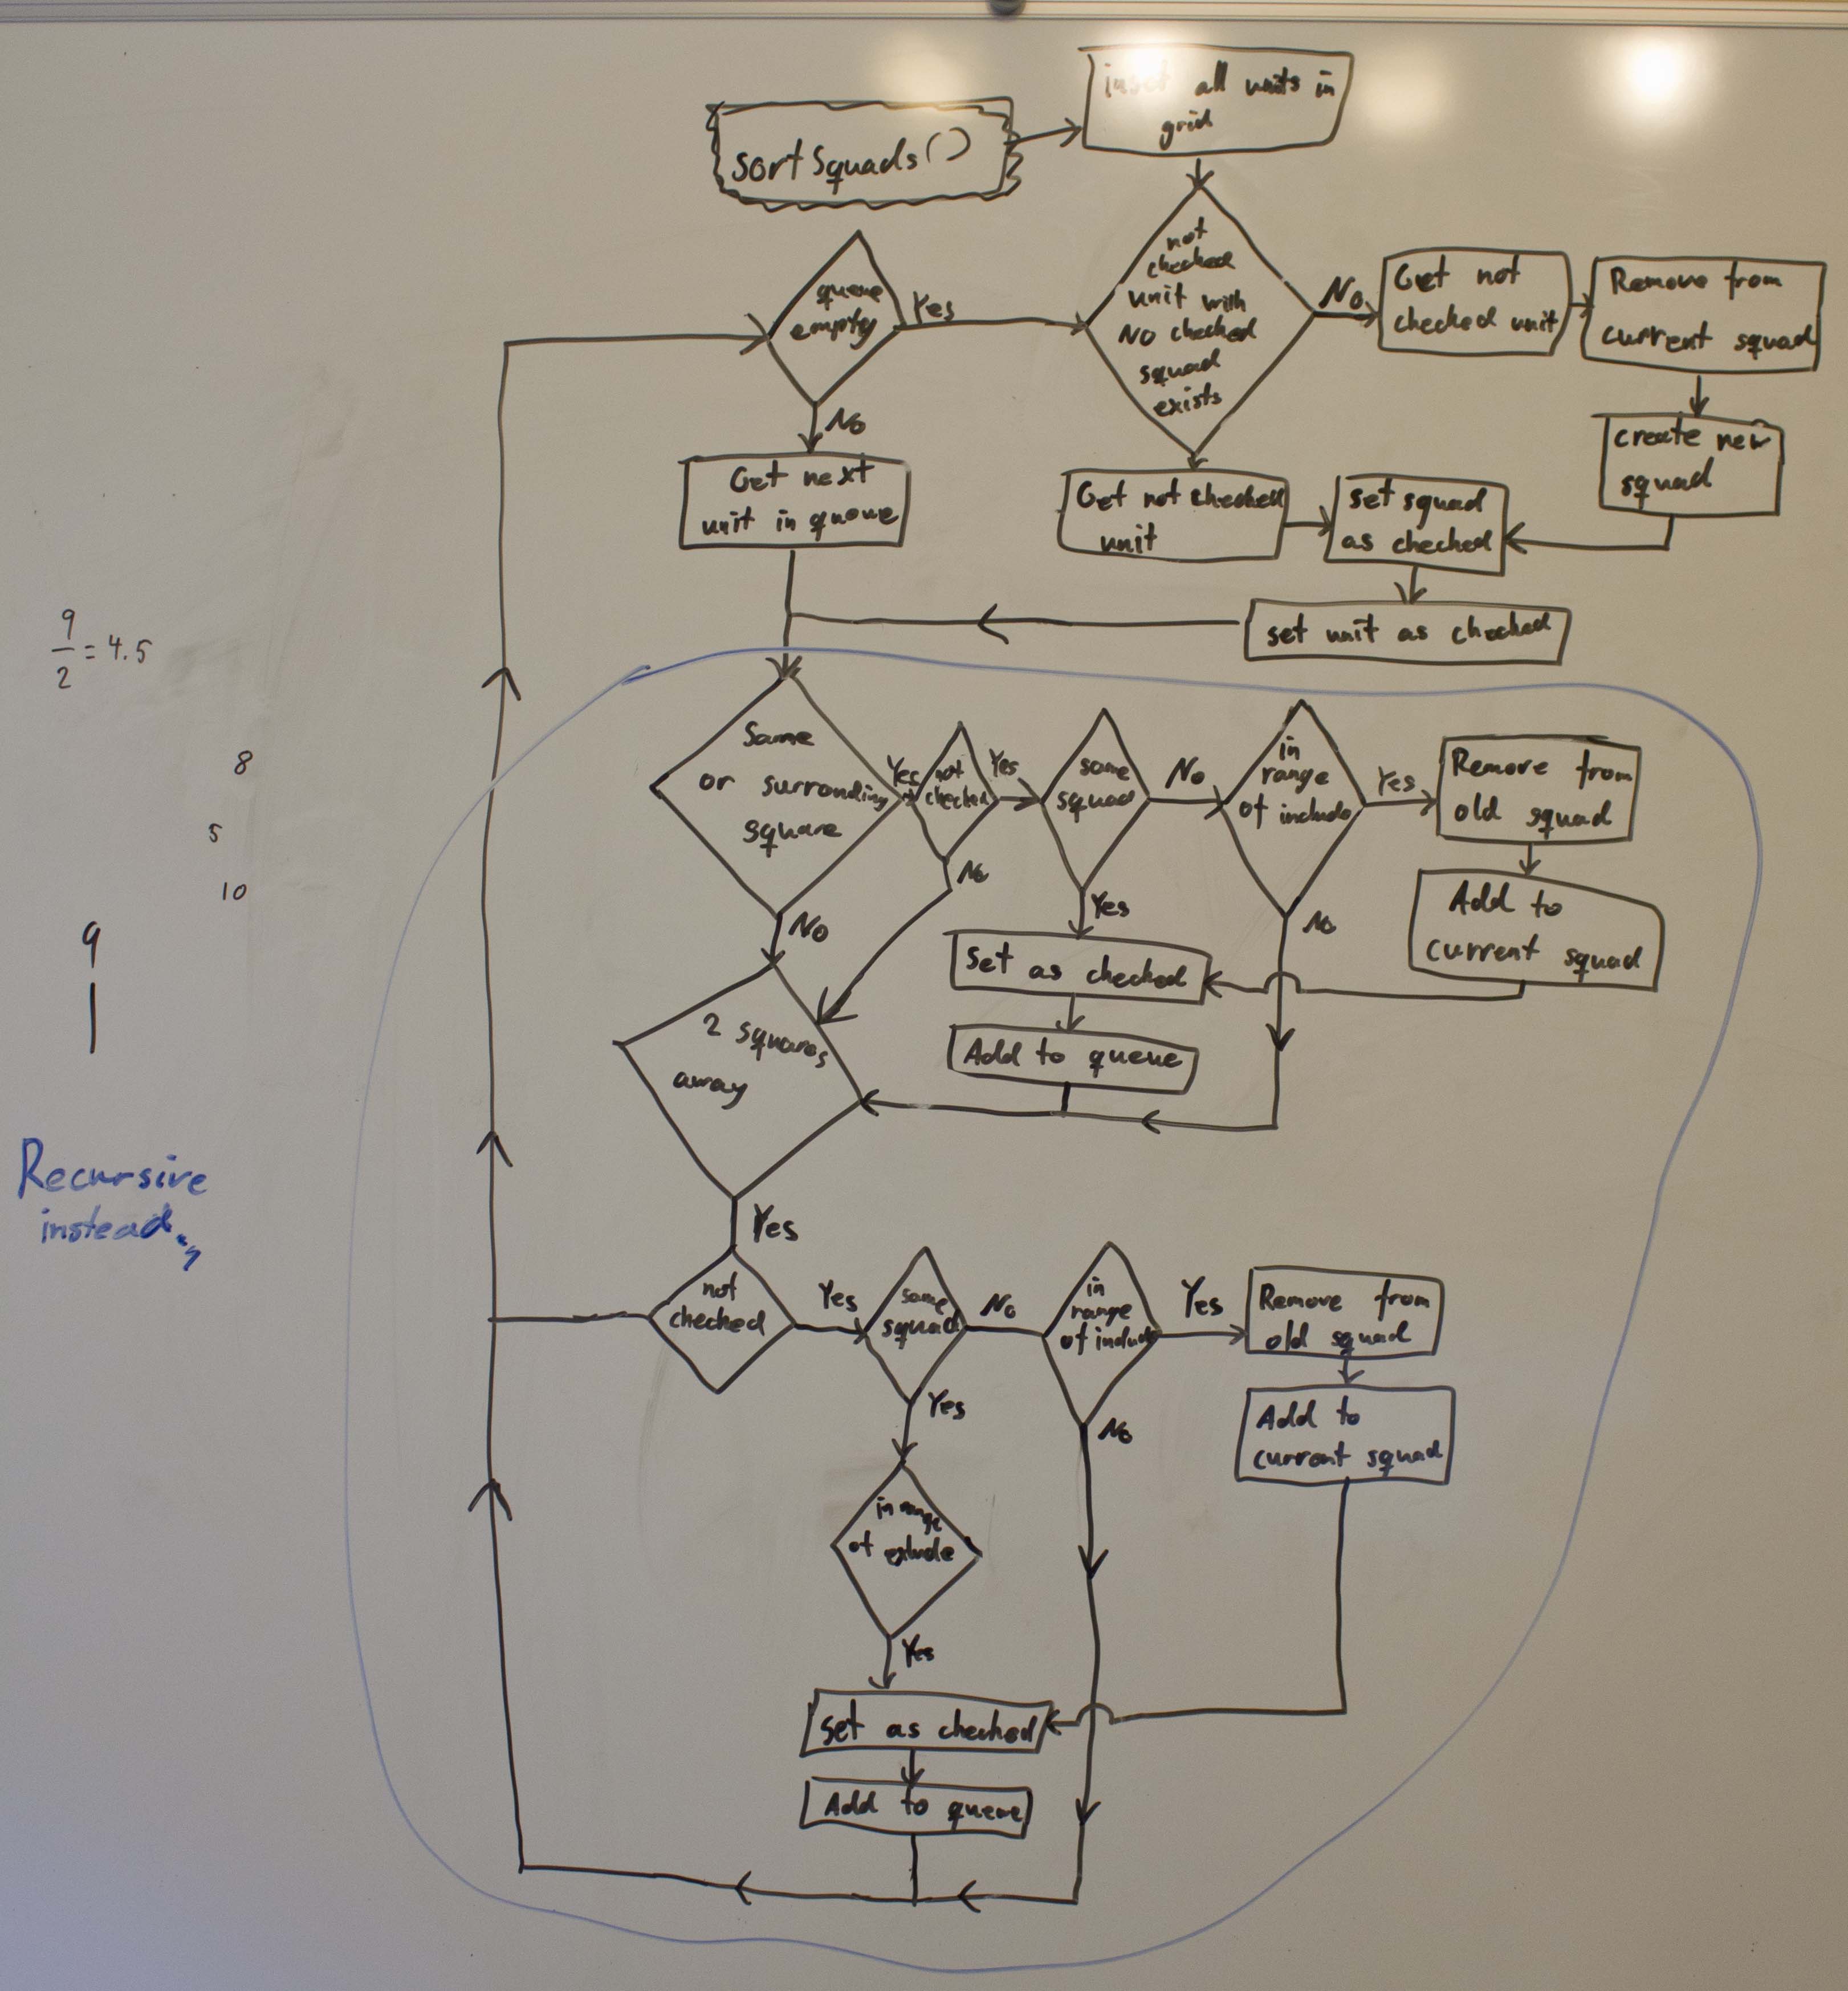 insert all units in
grid
sortSquads()
not
checked
unit with
No checked
squad
exists
No
Get not
checked unit
Remove from
current squad
queue
empty
Yes
No
create new
squad
Get next
unit in queue
Get not checked
unit
set squad
as checked
set unit as checked
9
2
= 4.5
8
5
10
9
Same
or surronding
square
Yes
not
checked
Yes
same
squad
No
in
range
of include
Yes
Remove from
old squad
No
No
Yes
No
Add to
current squad
set as checked
2 squares
away
Add to queue
Recursive
instead
Yes
not
checked
Yes
same
squad
No
in
range
of include
Yes
Remove from
old squad
Yes
No
Add to
current squad
in range
of exlude
Yes
set as checked
Add to queue